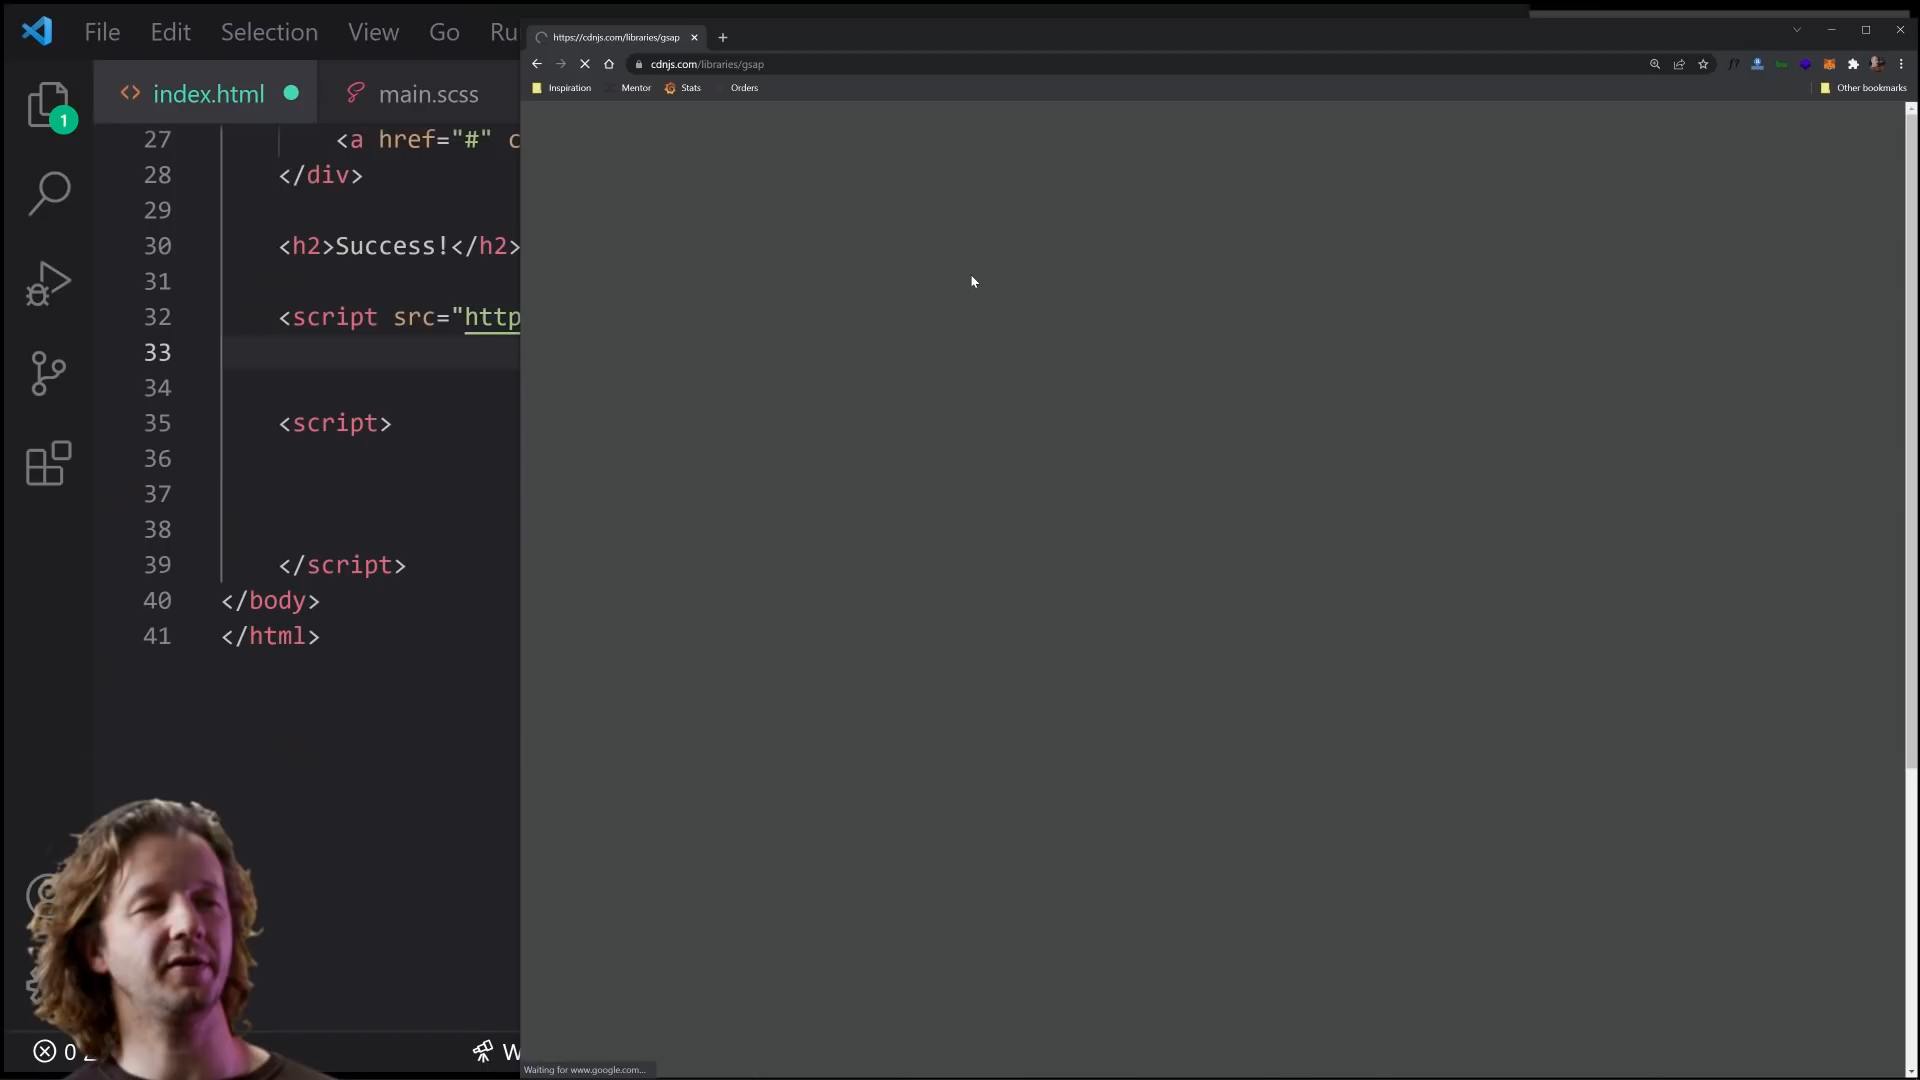 File Edit Selection View Go Ru
1
<> index.html
main.scss
27 <a href="#" c
28 </div>
29
30 <h2>Success!</h2>
31
32 <script src="http
33
34
35 <script>
36
37
38
39 </script>
40 </body>
41 </html>
0
W
https://cdnjs.com/libraries/gsap
cdnjs.com/libraries/gsap
f?
Inspiration Mentor Stats Orders Other bookmarks
Waiting for www.google.com...